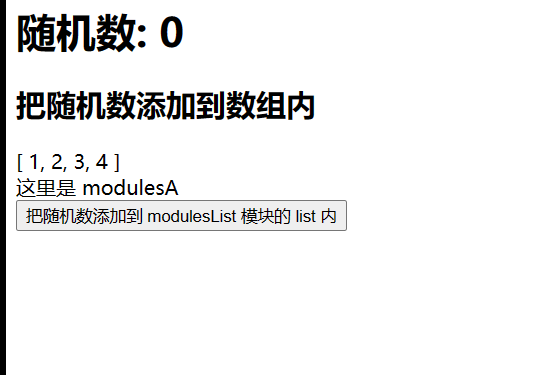 随机数: 0
把随机数添加到数组内
[ 1, 2, 3, 4 ]
这里是 modulesA
把随机数添加到 modulesList 模块的 list 内